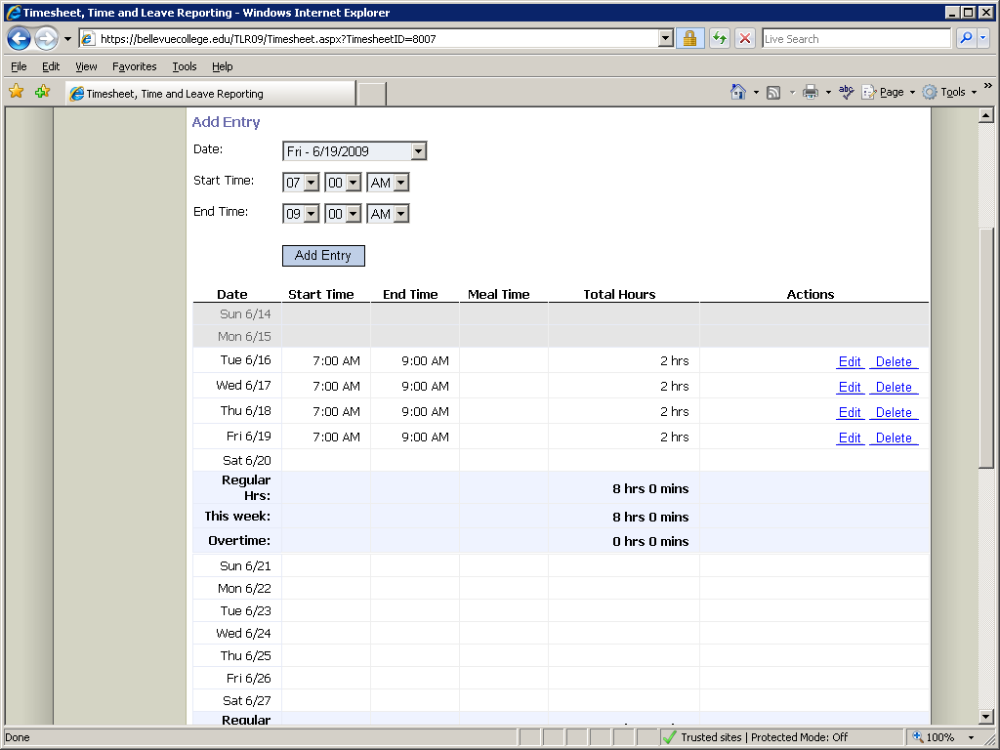 Timesheet, Time and Leave Reporting - Windows Internet Explorer
https://bellevuecollege.edu/TLR09/Timesheet.aspx?TimesheetID=8007
Live Search
File Edit View Favorites Tools Help
Timesheet, Time and Leave Reporting
Page Tools
Add Entry
Date: Fri - 6/19/2009
Start Time: 07 00 AM
End Time: 09 00 AM
Add Entry
Date Start Time End Time Meal Time Total Hours Actions
Sun 6/14
Mon 6/15
Tue 6/16 7:00 AM 9:00 AM 2 hrs Edit Delete
Wed 6/17 7:00 AM 9:00 AM 2 hrs Edit Delete
Thu 6/18 7:00 AM 9:00 AM 2 hrs Edit Delete
Fri 6/19 7:00 AM 9:00 AM 2 hrs Edit Delete
Sat 6/20
Regular
Hrs: 8 hrs 0 mins
This week: 8 hrs 0 mins
Overtime: 0 hrs 0 mins
Sun 6/21
Mon 6/22
Tue 6/23
Wed 6/24
Thu 6/25
Fri 6/26
Sat 6/27
Regular
Done Trusted sites | Protected Mode: Off 100%